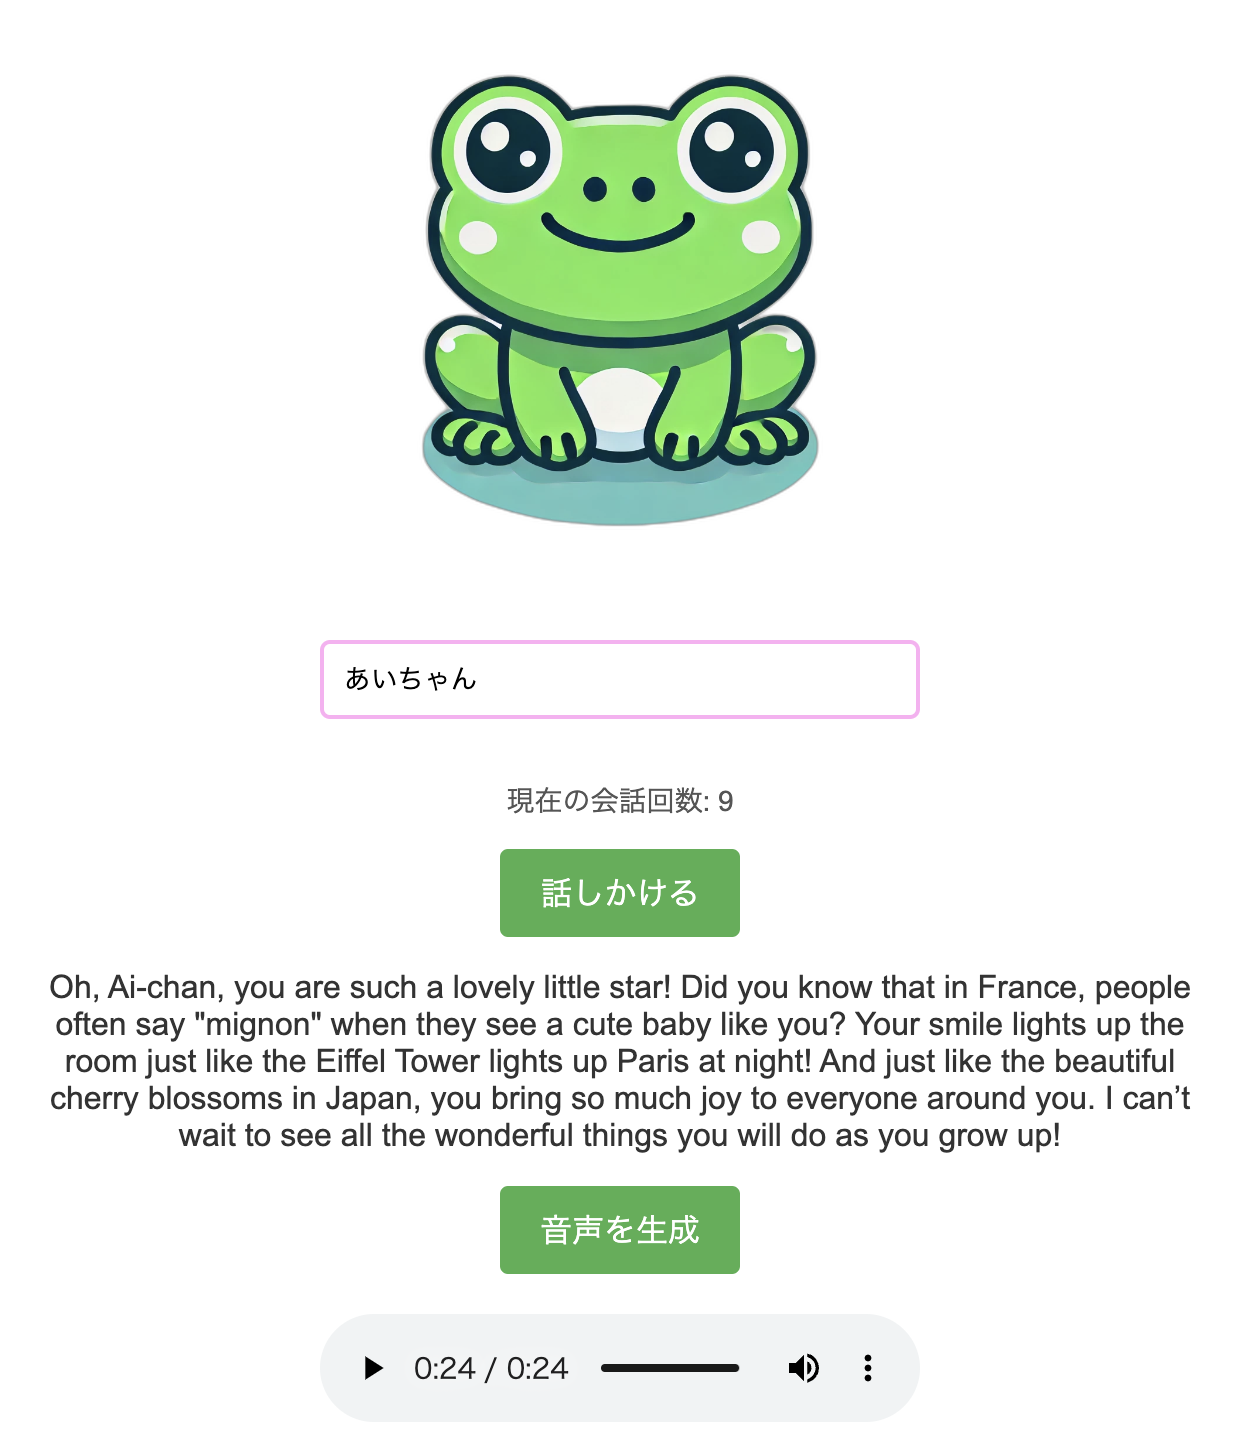 あいちゃん
現在の会話回数: 9
話しかける
Oh, Ai-chan, you are such a lovely little star! Did you know that in France, people
often say "mignon" when they see a cute baby like you? Your smile lights up the
room just like the Eiffel Tower lights up Paris at night! And just like the beautiful
cherry blossoms in Japan, you bring so much joy to everyone around you. I can’t
wait to see all the wonderful things you will do as you grow up!
音声を生成
0:24 / 0:24